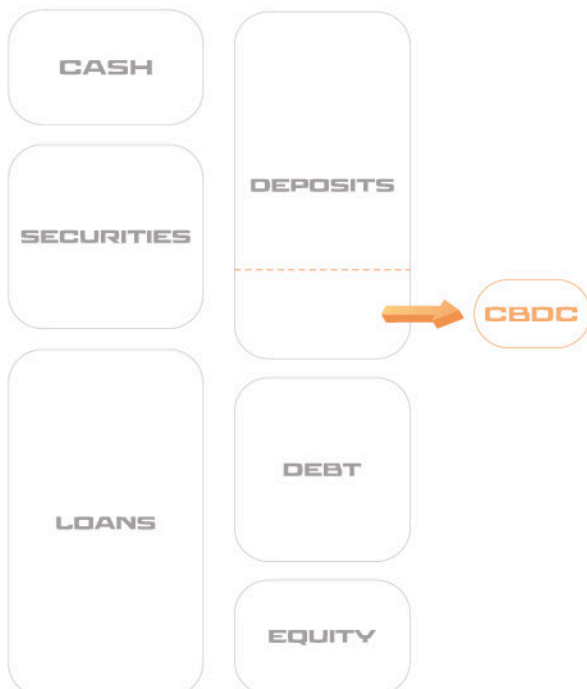 CASH
SECURITIES
LOANS
DEPOSITS
DEBT
EQUITY
CBDC